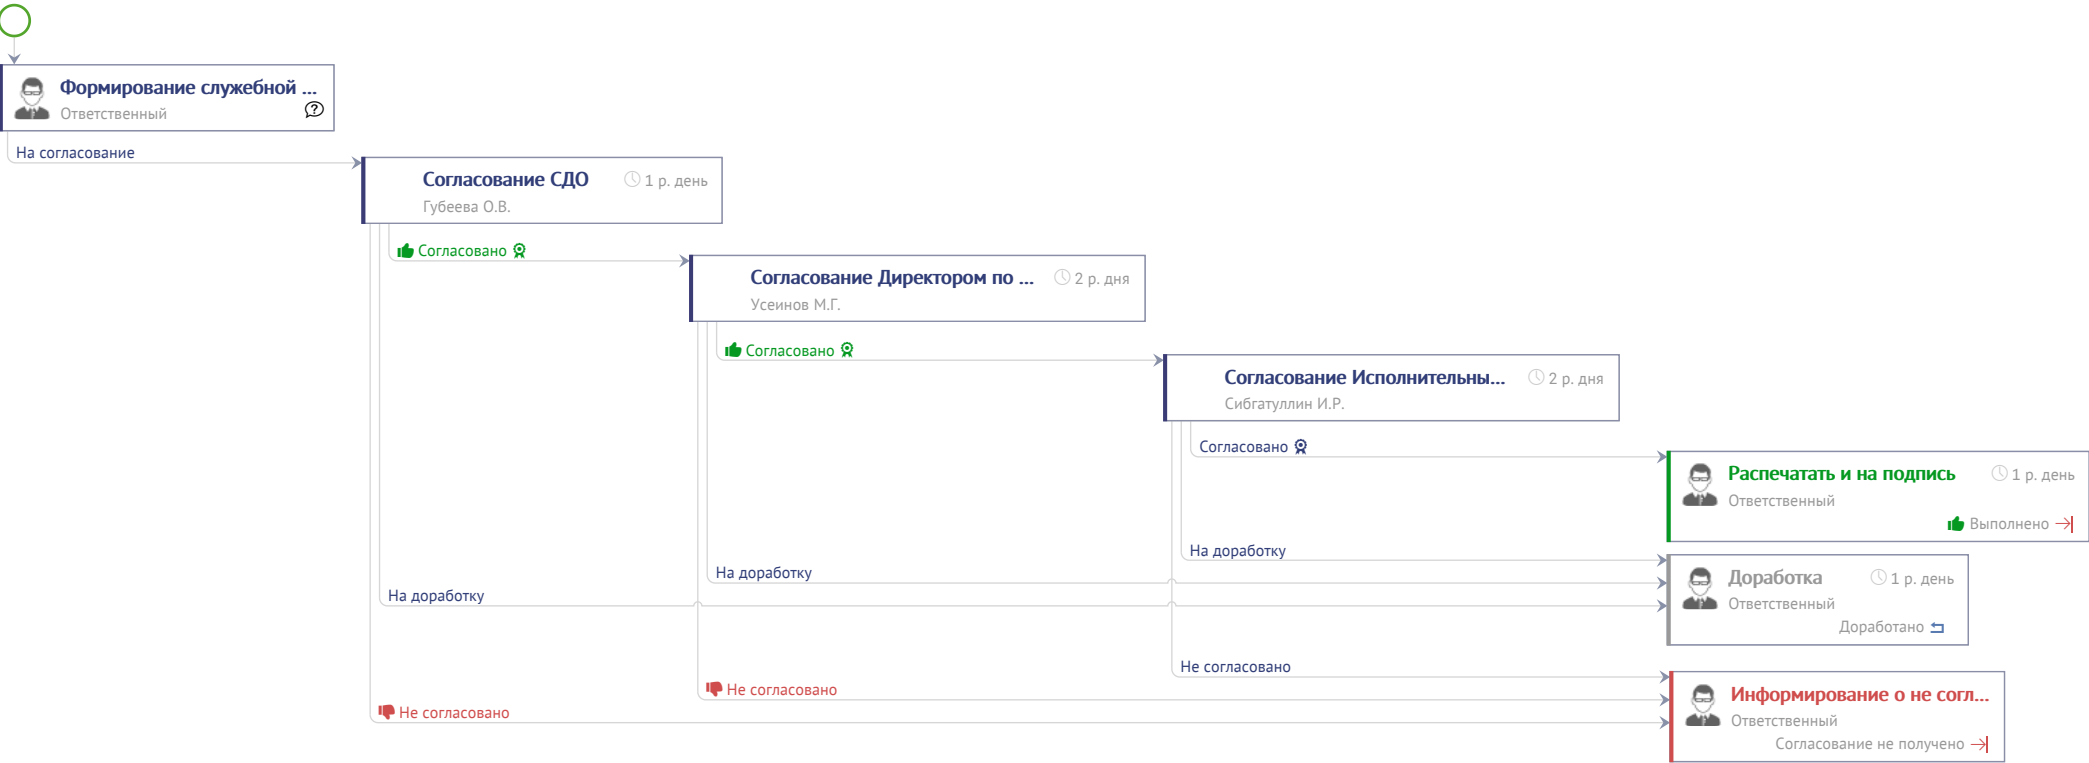 Формирование служебной ...
Ответственный
На согласование
Согласование СДО
1 р. день
Губеева О.В.
Согласовано
Согласование Директором по ...
2 р. дня
Усеинов М.Г.
Согласовано
Согласование Исполнительны...
2 р. дня
Сибгатуллин И.Р.
Согласовано
Распечатать и на подпись
1 р. день
Ответственный
Выполнено
На доработку
На доработку
На доработку
Доработка
1 р. день
Ответственный
Доработано
Не согласовано
Не согласовано
Не согласовано
Информирование о не согл...
Ответственный
Согласование не получено